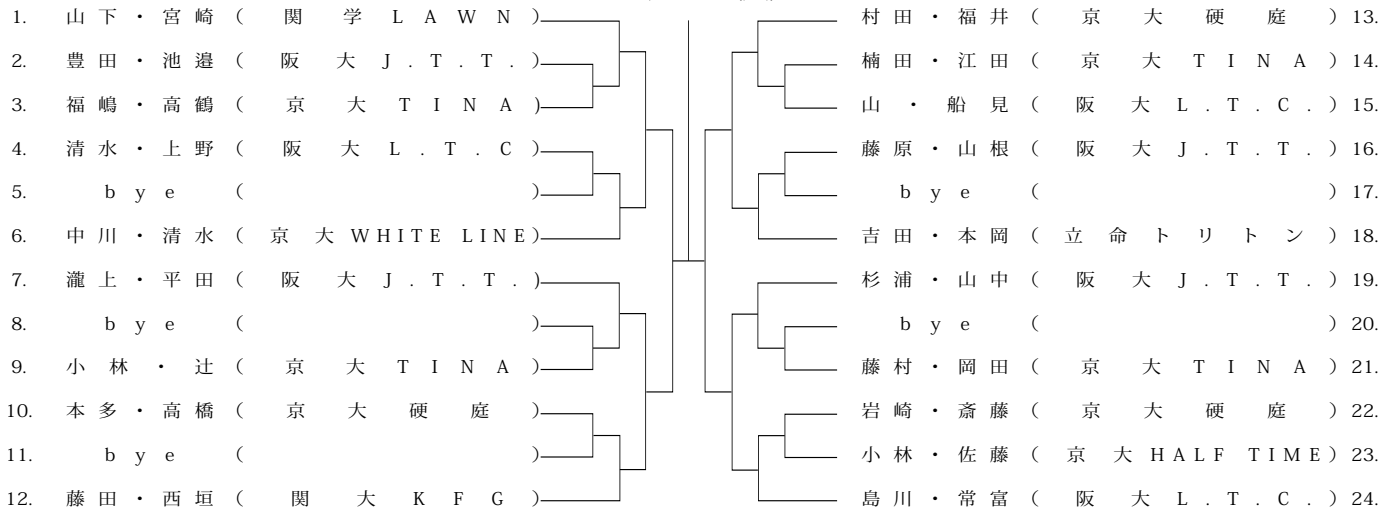 1. 山下・宮崎(関学LAWN)
2. 豊田・池邉(阪大J.T.T.)
3. 福嶋・高鶴(京大TINA)
4. 清水・上野(阪大L.T.C)
5. bye()
6. 中川・清水(京大WHITE LINE)
7. 瀧上・平田(阪大J.T.T.)
8. bye()
9. 小林・辻(京大TINA)
10. 本多・高橋(京大硬庭)
11. bye()
12. 藤田・西垣(関大KFG)
村田・福井(京大硬庭)13.
楠田・江田(京大TINA)14.
山・船見(阪大L.T.C.)15.
藤原・山根(阪大J.T.T.)16.
bye()17.
吉田・本岡(立命トリトン)18.
杉浦・山中(阪大J.T.T.)19.
bye()20.
藤村・岡田(京大TINA)21.
岩崎・斎藤(京大硬庭)22.
小林・佐藤(京大HALF TIME)23.
島川・常富(阪大L.T.C.)24.